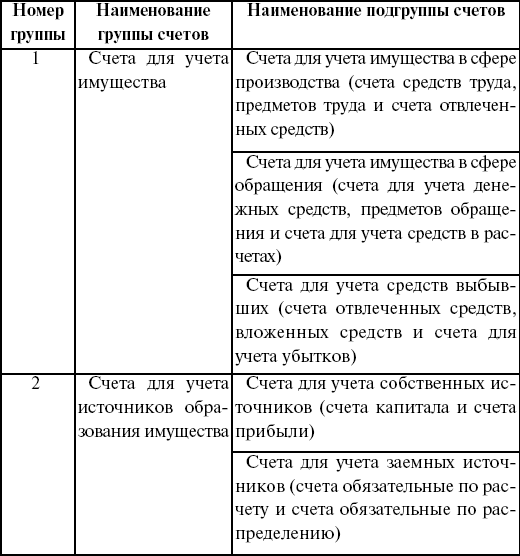 Номер группы
Наименование группы счетов
Наименование подгруппы счетов
1
Счета для учета
имущества
Счета для учета имущества в сфере
производства (счета средств труда,
предметов труда и счета отвлечен-
ных средств)
Счета для учета имущества в сфере
обращения (счета для учета дене-
жных средств, предметов обраще-
ния и счета для учета средств в рас-
четах)
Счета для учета средств выбыв-
ших (счета отвлеченных средств,
вложенных средств и счета для
учета убытков)
2
Счета для учета
источников обра-
зования имущества
Счета для учета собственных ис-
точников (счета капитала и счета
прибыли)
Счета для учета заемных источ-
ников (счета обязательные по рас-
чету и счета обязательные по рас-
пределению)